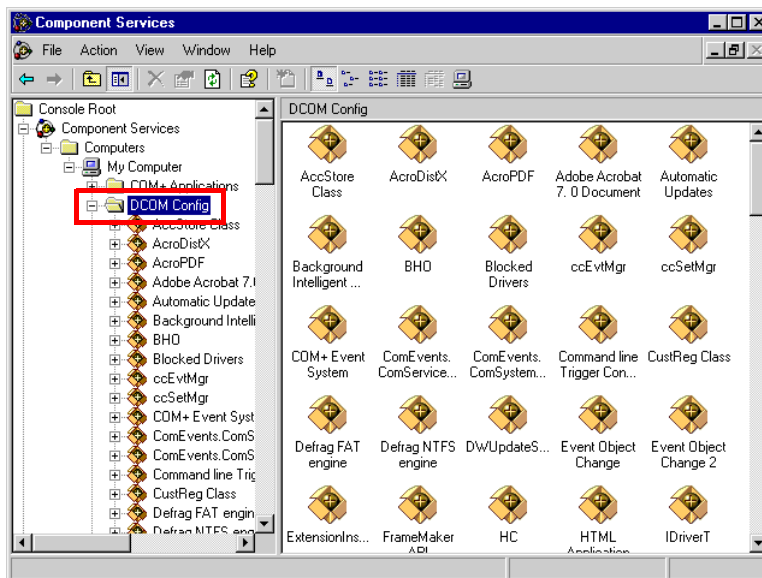 Component Services
File Action View Window Help
Console Root
Component Services
Computers
My Computer
COM+ Applications
DCOM Config
AccStore Class
AcroDistX
AcroPDF
Adobe Acrobat 7.
Automatic Update
Background Intelli
BHO
Blocked Drivers
ccEvtMgr
ccSetMgr
COM+ Event Syst
ComEvents.ComS
ComEvents.ComS
Command line Trig
CustReg Class
Defrag FAT engin
Defrag NTFS eng
DCOM Config
AccStore Class
AcroDistX
AcroPDF
Adobe Acrobat
7. 0 Document
Automatic
Updates
Background
Intelligent ...
BHO
Blocked
Drivers
ccEvtMgr
ccSetMgr
COM+ Event
System
ComEvents.
ComService...
ComEvents.
ComSystem...
Command line
Trigger Con...
CustReg Class
Defrag FAT
engine
Defrag NTFS
engine
DWUpdateS...
Event Object
Change
Event Object
Change 2
ExtensionIns...
FrameMaker
API
HC
HTML
Application
IDriverT